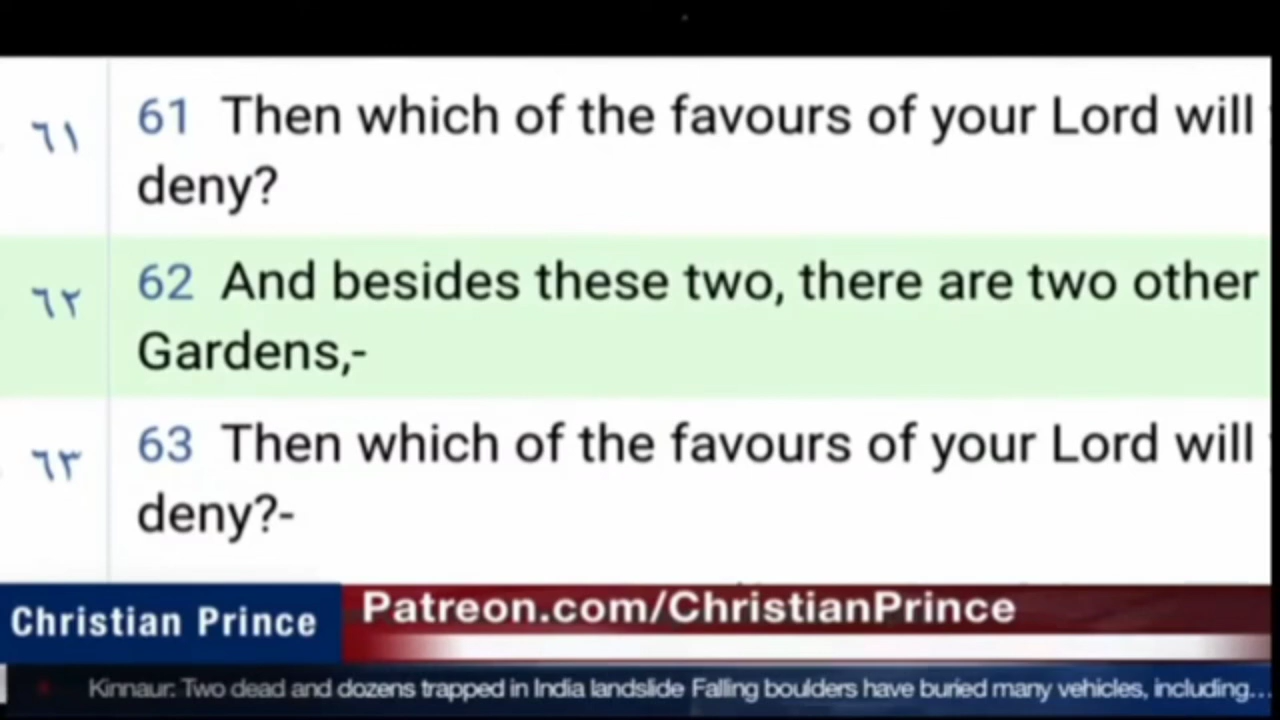 ٦١ 61 Then which of the favours of your Lord will
deny?
٦٢ 62 And besides these two, there are two other
Gardens,-
٦٣ 63 Then which of the favours of your Lord will
deny?-
Christian Prince
Patreon.com/ChristianPrince
Kinnaur: Two dead and dozens trapped in India landslide Falling boulders have buried many vehicles, including...